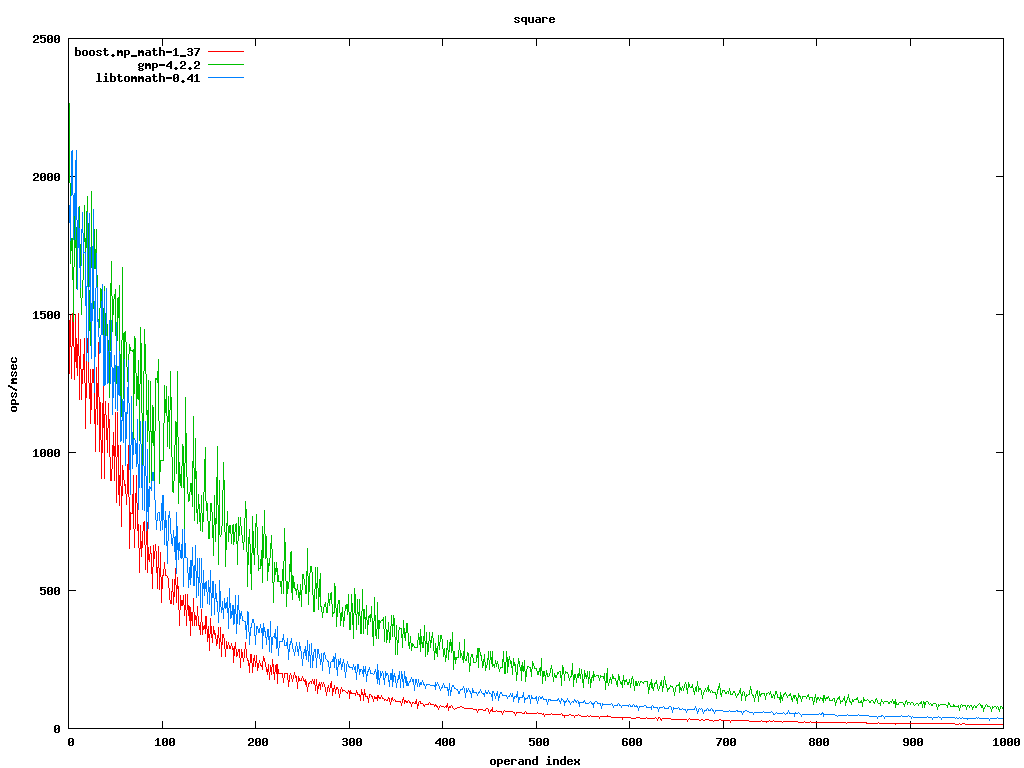 square
2500
boost.mp_math-1_37
gmp-4.2.2
libtommath-0.41
2000
1500
ops/msec
1000
500
0
0 100 200 300 400 500 600 700 800 900 1000
operand index